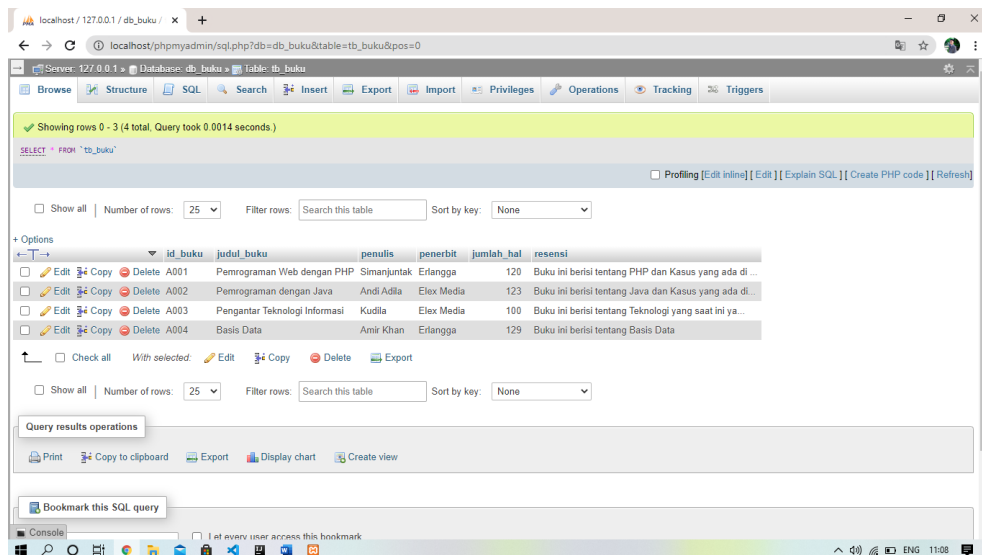 localhost / 127.0.0.1 / db_buku /
localhost/phpmyadmin/sql.php?db=db_buku&table=tb_buku&pos=0
Server: 127.0.0.1 » Database: db_buku » Table: tb_buku
Browse Structure SQL Search Insert Export Import Privileges Operations Tracking Triggers
Showing rows 0 - 3 (4 total, Query took 0.0014 seconds.)
SELECT * FROM `tb_buku`
Profiling [Edit inline] [ Edit ] [ Explain SQL ] [ Create PHP code ] [ Refresh]
Show all | Number of rows: 25 Filter rows: Search this table Sort by key: None
+ Options
←T→ id_buku judul_buku penulis penerbit jumlah_hal resensi
Edit Copy Delete A001 Pemrograman Web dengan PHP Simanjuntak Erlangga 120 Buku ini berisi tentang PHP dan Kasus yang ada di ...
Edit Copy Delete A002 Pemrograman dengan Java Andi Adila Elex Media 123 Buku ini berisi tentang Java dan Kasus yang ada di...
Edit Copy Delete A003 Pengantar Teknologi Informasi Kudila Elex Media 100 Buku ini berisi tentang Teknologi yang saat ini ya...
Edit Copy Delete A004 Basis Data Amir Khan Erlangga 129 Buku ini berisi tentang Basis Data
Check all With selected: Edit Copy Delete Export
Show all | Number of rows: 25 Filter rows: Search this table Sort by key: None
Query results operations
Print Copy to clipboard Export Display chart Create view
Bookmark this SQL query
Console
Let every user access this bookmark
ENG 11:08